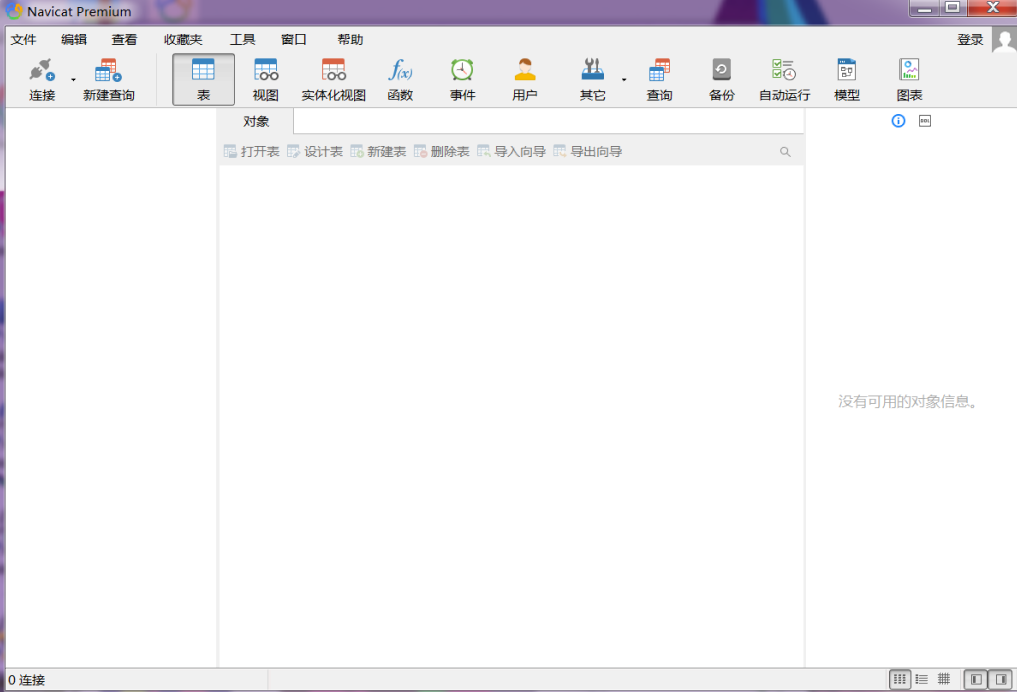 Navicat Premium
文件 编辑 查看 收藏夹 工具 窗口 帮助 登录
连接 新建查询 表 视图 实体化视图 函数 事件 用户 其它 查询 备份 自动运行 模型 图表
对象
打开表 设计表 新建表 删除表 导入向导 导出向导
没有可用的对象信息。
0 连接